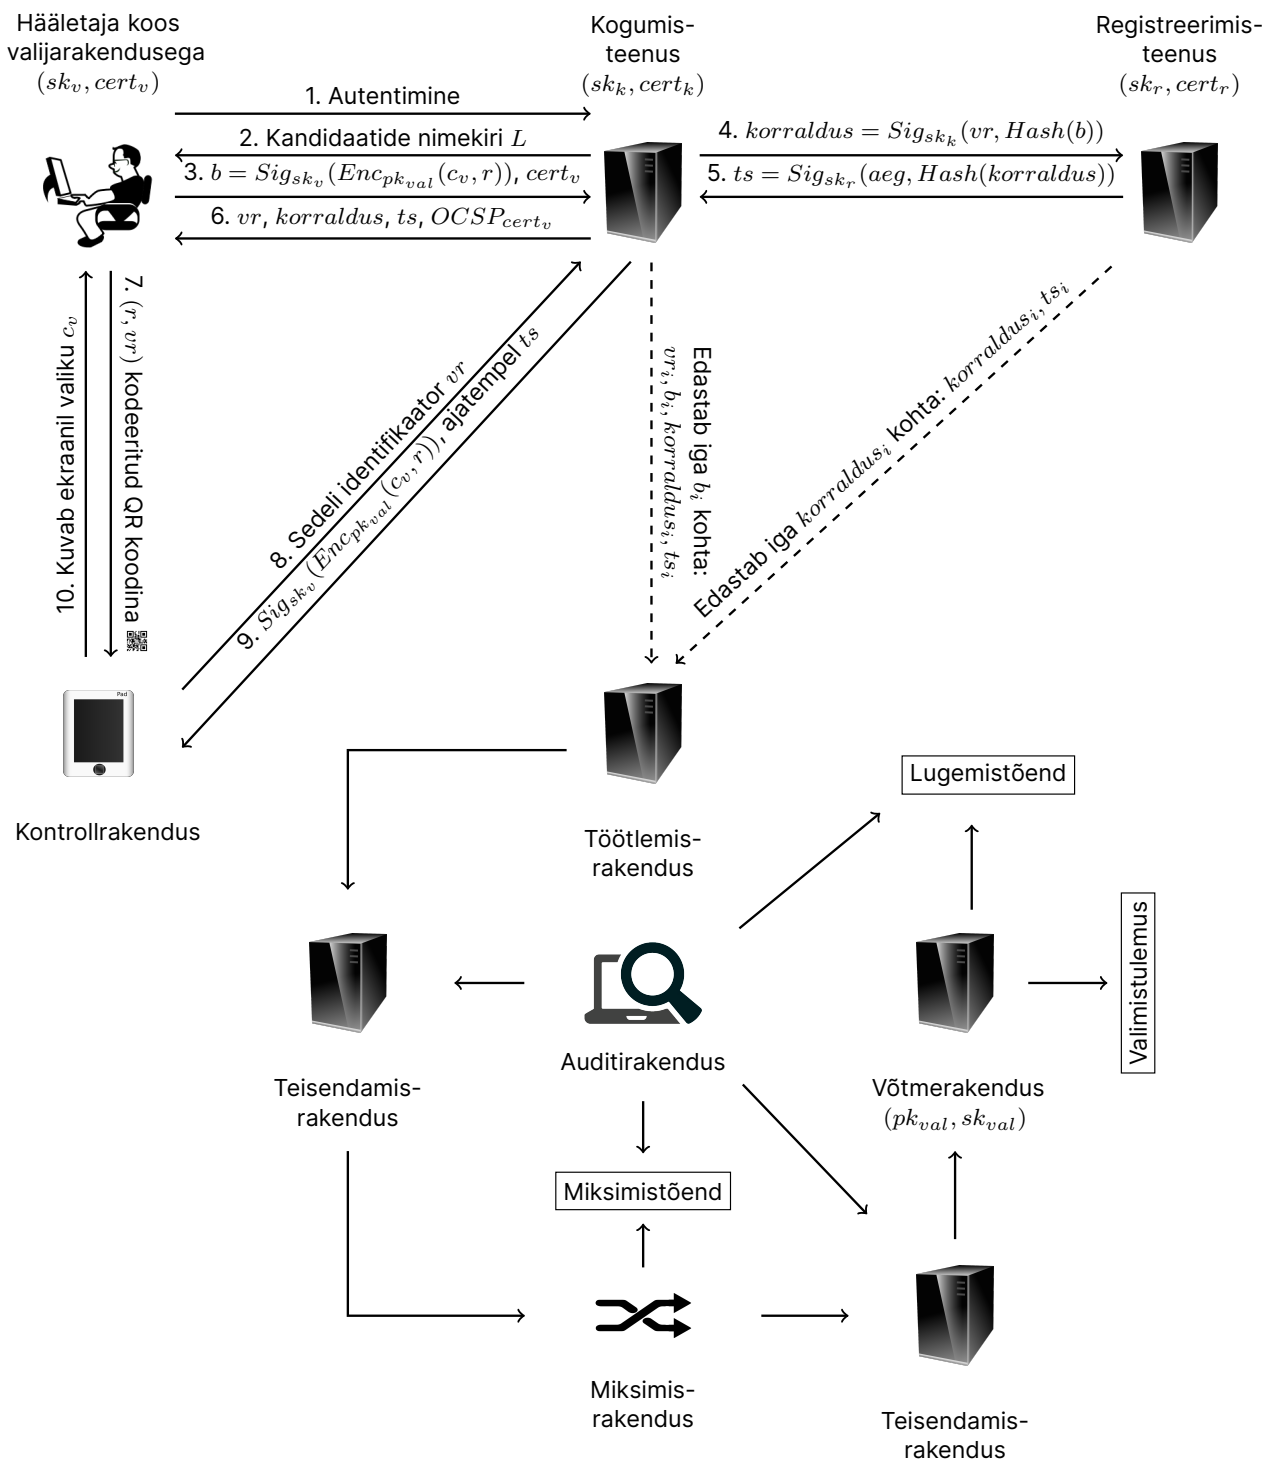 Hääletaja koos
valijarakendusega
(sk_v, cert_v)
Kogumis-
teenus
(sk_k, cert_k)
Registreerimis-
teenus
(sk_r, cert_r)
1. Autentimine
2. Kandidaatide nimekiri L
3. b = Sig_{sk_v}(Enc_{pk_{val}}(c_v, r)), cert_v
6. vr, korraldus, ts, OCSP_{cert_v}
4. korraldus = Sig_{sk_k}(vr, Hash(b))
5. ts = Sig_{sk_r}(aeg, Hash(korraldus))
10. Kuvab ekraanil valiku c_v
7. (r, vr) kodeeritud QR koodina
8. Sedeli identifikaator vr
9. Sig_{sk_v}(Enc_{pk_{val}}(c_v, r)), ajatempel ts
Edastab iga b_i kohta:
vr_i, b_i, korraldus_i, ts_i
Edastab iga korraldus_i kohta: korraldus_i, ts_i
Pad
Kontrollrakendus
Töötlemis-
rakendus
Lugemistõend
Valimistulemus
Auditirakendus
Teisendamis-
rakendus
Võtmerakendus
(pk_{val}, sk_{val})
Miksimistõend
Miksimis-
rakendus
Teisendamis-
rakendus